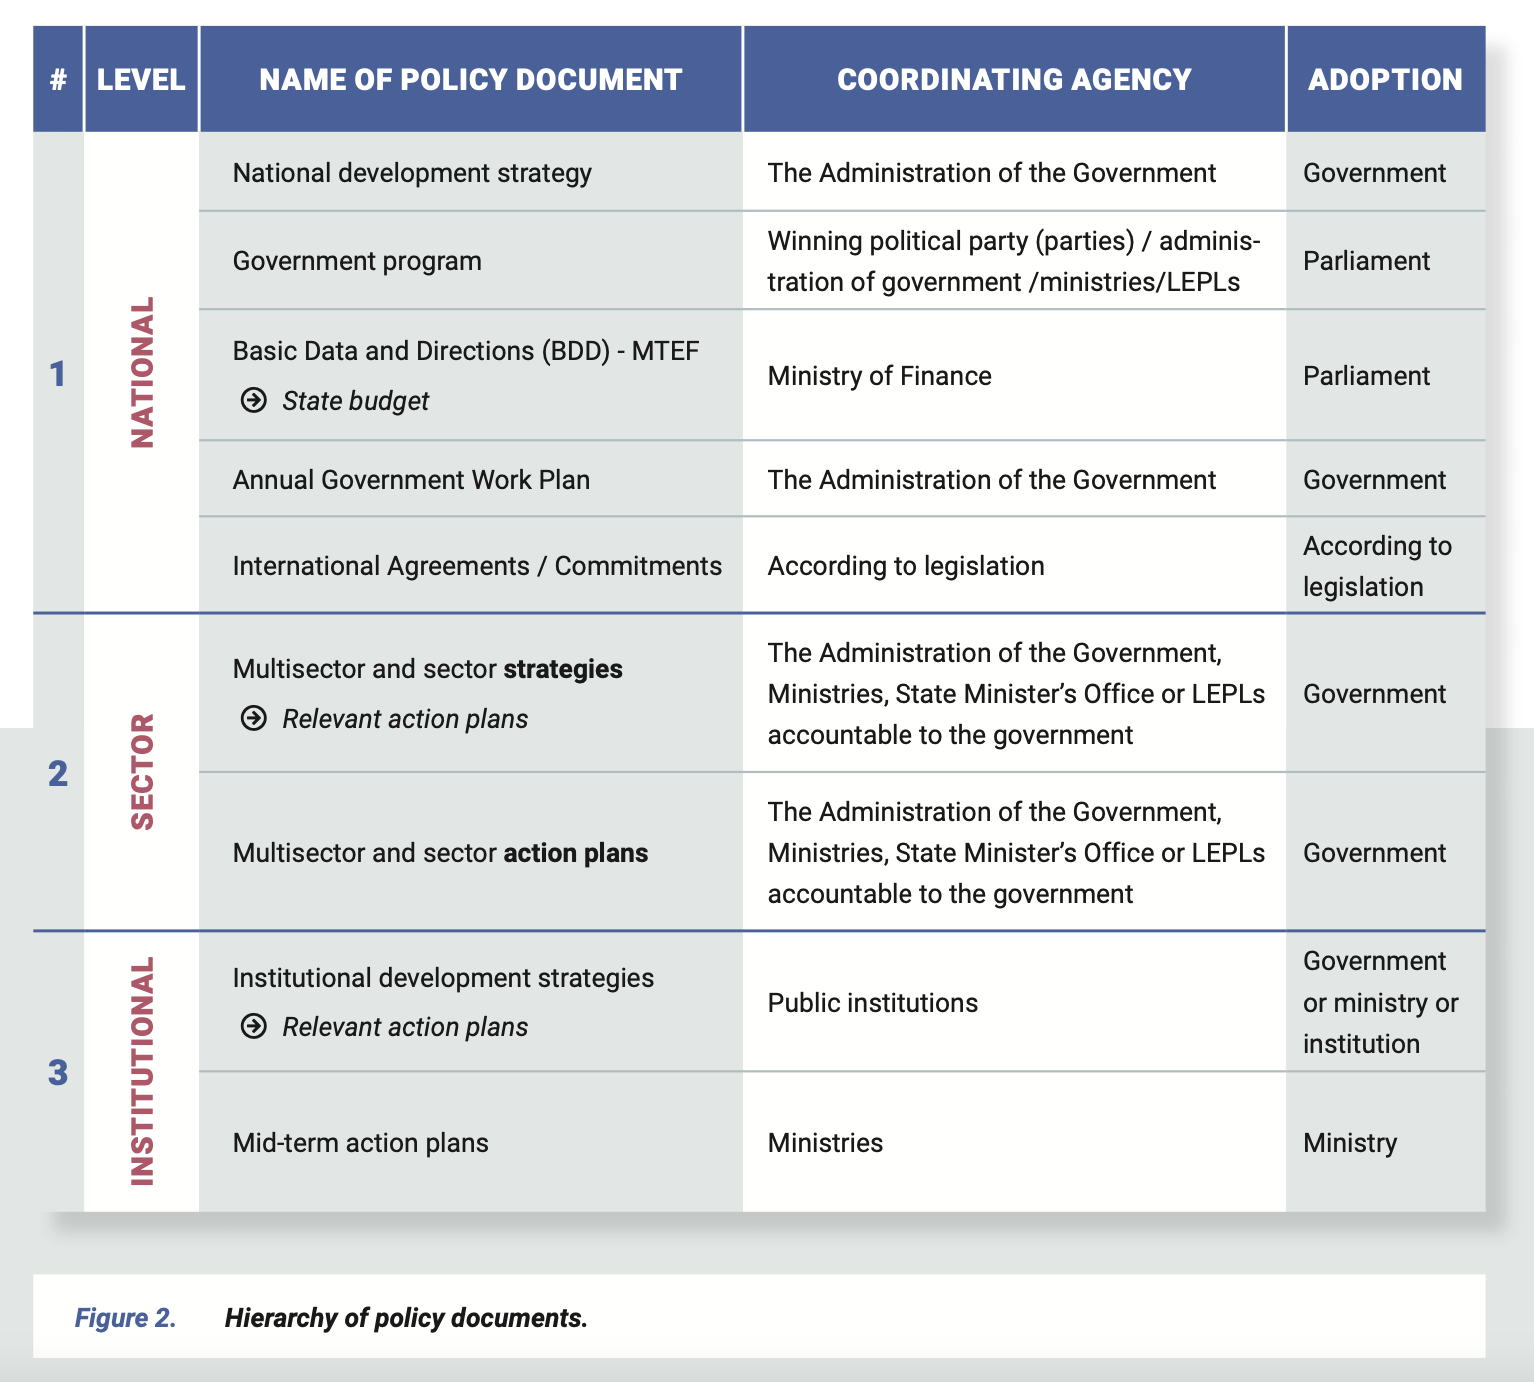 #
LEVEL
NAME OF POLICY DOCUMENT
COORDINATING AGENCY
ADOPTION
1
NATIONAL
National development strategy
The Administration of the Government
Government
Government program
Winning political party (parties) / adminis-
tration of government /ministries/LEPLs
Parliament
Basic Data and Directions (BDD) - MTEF
State budget
Ministry of Finance
Parliament
Annual Government Work Plan
The Administration of the Government
Government
International Agreements / Commitments
According to legislation
According to
legislation
2
SECTOR
Multisector and sector strategies
Relevant action plans
The Administration of the Government,
Ministries, State Minister’s Office or LEPLs
accountable to the government
Government
Multisector and sector action plans
The Administration of the Government,
Ministries, State Minister’s Office or LEPLs
accountable to the government
Government
3
INSTITUTIONAL
Institutional development strategies
Relevant action plans
Public institutions
Government
or ministry or
institution
Mid-term action plans
Ministries
Ministry
Figure 2. Hierarchy of policy documents.